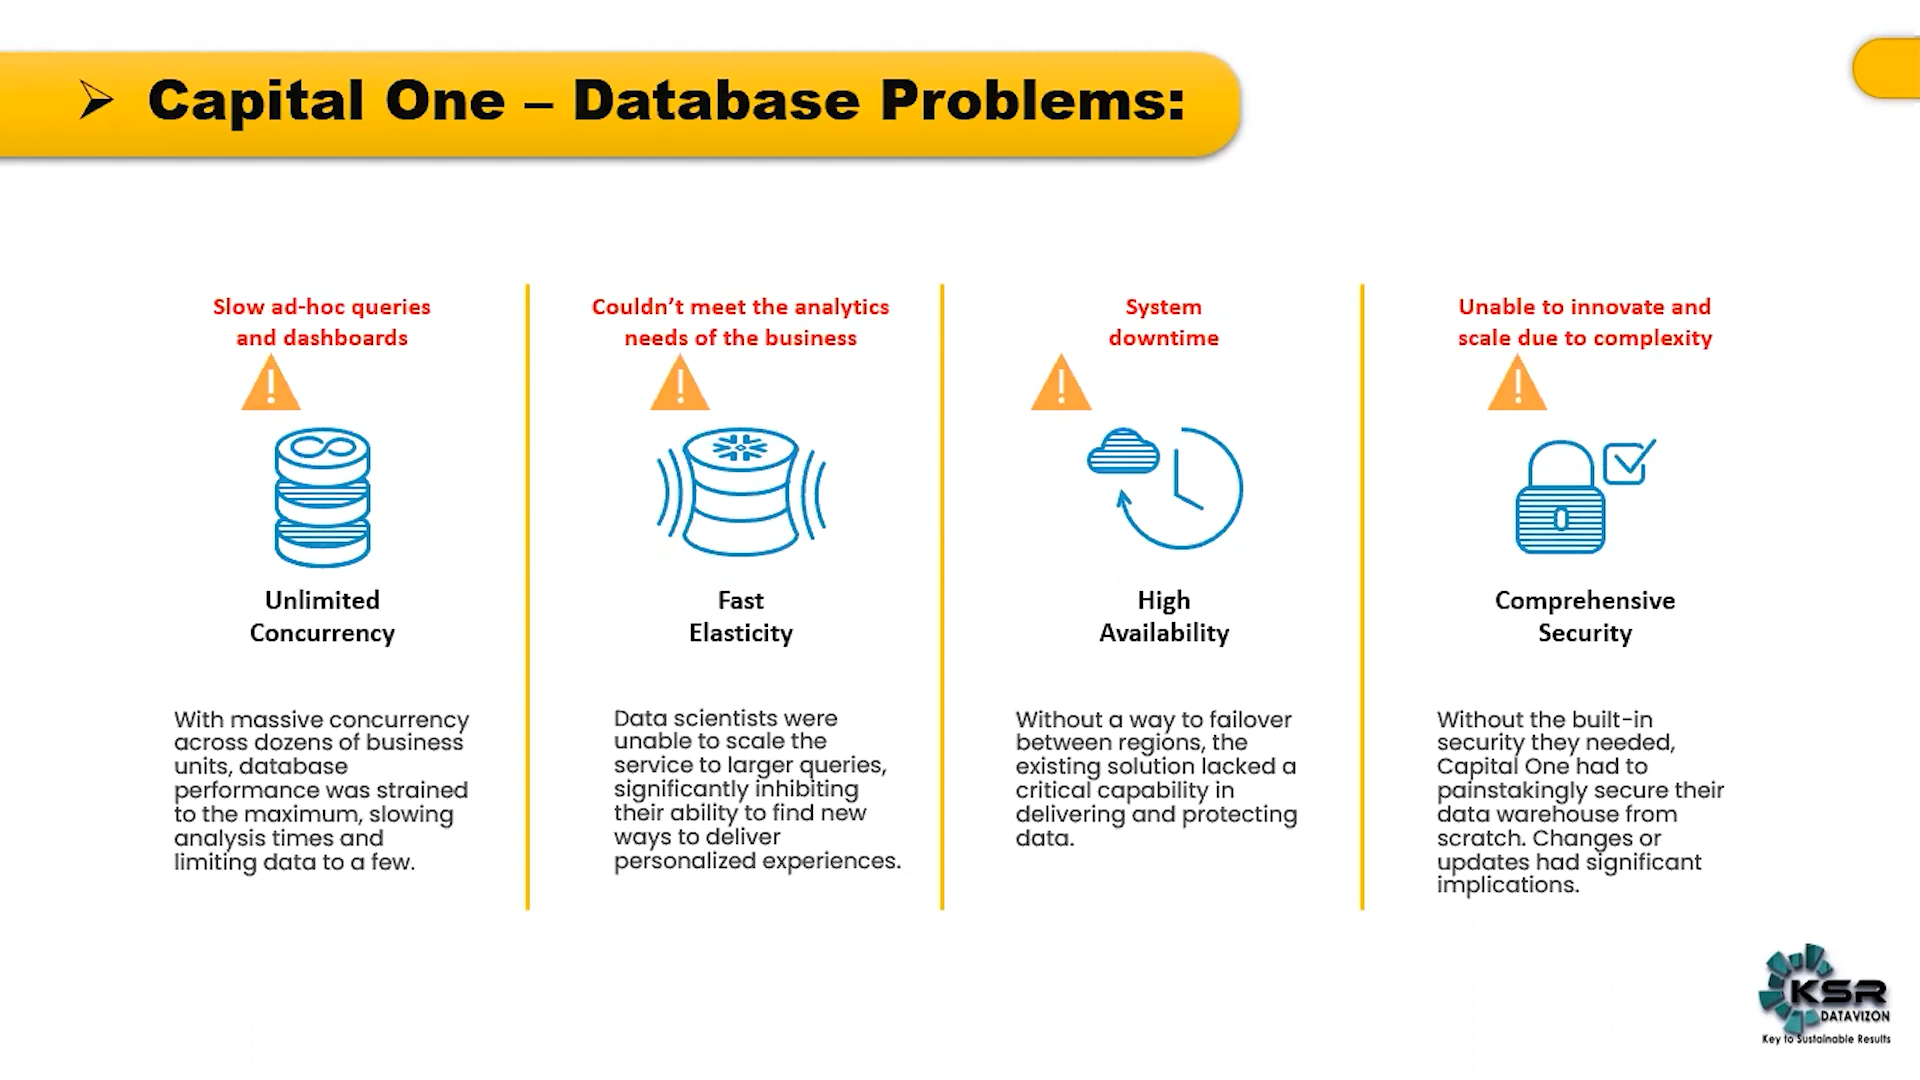 Capital One – Database Problems:
Slow ad-hoc queries
and dashboards
Unlimited
Concurrency
With massive concurrency
across dozens of business
units, database
performance was strained
to the maximum, slowing
analysis times and
limiting data to a few.
Couldn't meet the analytics
needs of the business
Fast
Elasticity
Data scientists were
unable to scale the
service to larger queries,
significantly inhibiting
their ability to find new
ways to deliver
personalized experiences.
System
downtime
High
Availability
Without a way to failover
between regions, the
existing solution lacked a
critical capability in
delivering and protecting
data.
Unable to innovate and
scale due to complexity
Comprehensive
Security
Without the built-in
security they needed,
Capital One had to
painstakingly secure their
data warehouse from
scratch. Changes or
updates had significant
implications.
KSR
DATAVIZON
Key to Sustainable Results